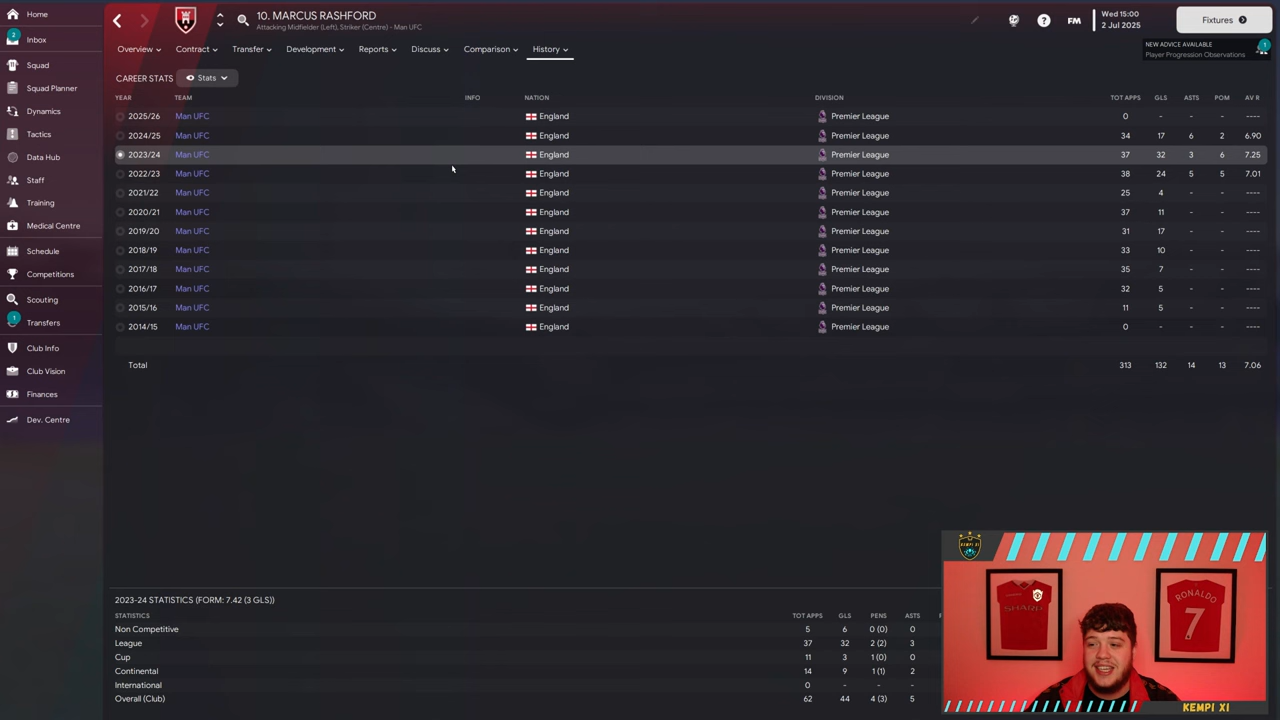 10. MARCUS RASHFORD
Attacking Midfielder (Left), Striker (Centre) - Man UFC
FM
Wed 15:00
2 Jul 2025
Fixtures
NEW ADVICE AVAILABLE
Player Progression Observations
1
Home
2
Inbox
Squad
Squad Planner
Dynamics
Tactics
Data Hub
Staff
Training
Medical Centre
Schedule
Competitions
Scouting
1
Transfers
Club Info
Club Vision
Finances
Dev. Centre
Overview Contract Transfer Development Reports Discuss Comparison History
CAREER STATS Stats
YEAR TEAM INFO NATION DIVISION TOT APPS GLS ASTS POM AV R
2025/26 Man UFC England Premier League 0 - - - ----
2024/25 Man UFC England Premier League 34 17 6 2 6.90
2023/24 Man UFC England Premier League 37 32 3 6 7.25
2022/23 Man UFC England Premier League 38 24 5 5 7.01
2021/22 Man UFC England Premier League 25 4 - - ----
2020/21 Man UFC England Premier League 37 11 - - ----
2019/20 Man UFC England Premier League 31 17 - - ----
2018/19 Man UFC England Premier League 33 10 - - ----
2017/18 Man UFC England Premier League 35 7 - - ----
2016/17 Man UFC England Premier League 32 5 - - ----
2015/16 Man UFC England Premier League 11 5 - - ----
2014/15 Man UFC England Premier League 0 - - - ----
Total 313 132 14 13 7.06
2023-24 STATISTICS (FORM: 7.42 (3 GLS))
STATISTICS TOT APPS GLS PENS ASTS
Non Competitive 5 6 0 (0) 0
League 37 32 2 (2) 3
Cup 11 3 1 (0) 0
Continental 14 9 1 (1) 2
International 0 - - -
Overall (Club) 62 44 4 (3) 5
KEMPI XI
SHARP
RONALDO
7
KEMPI XI